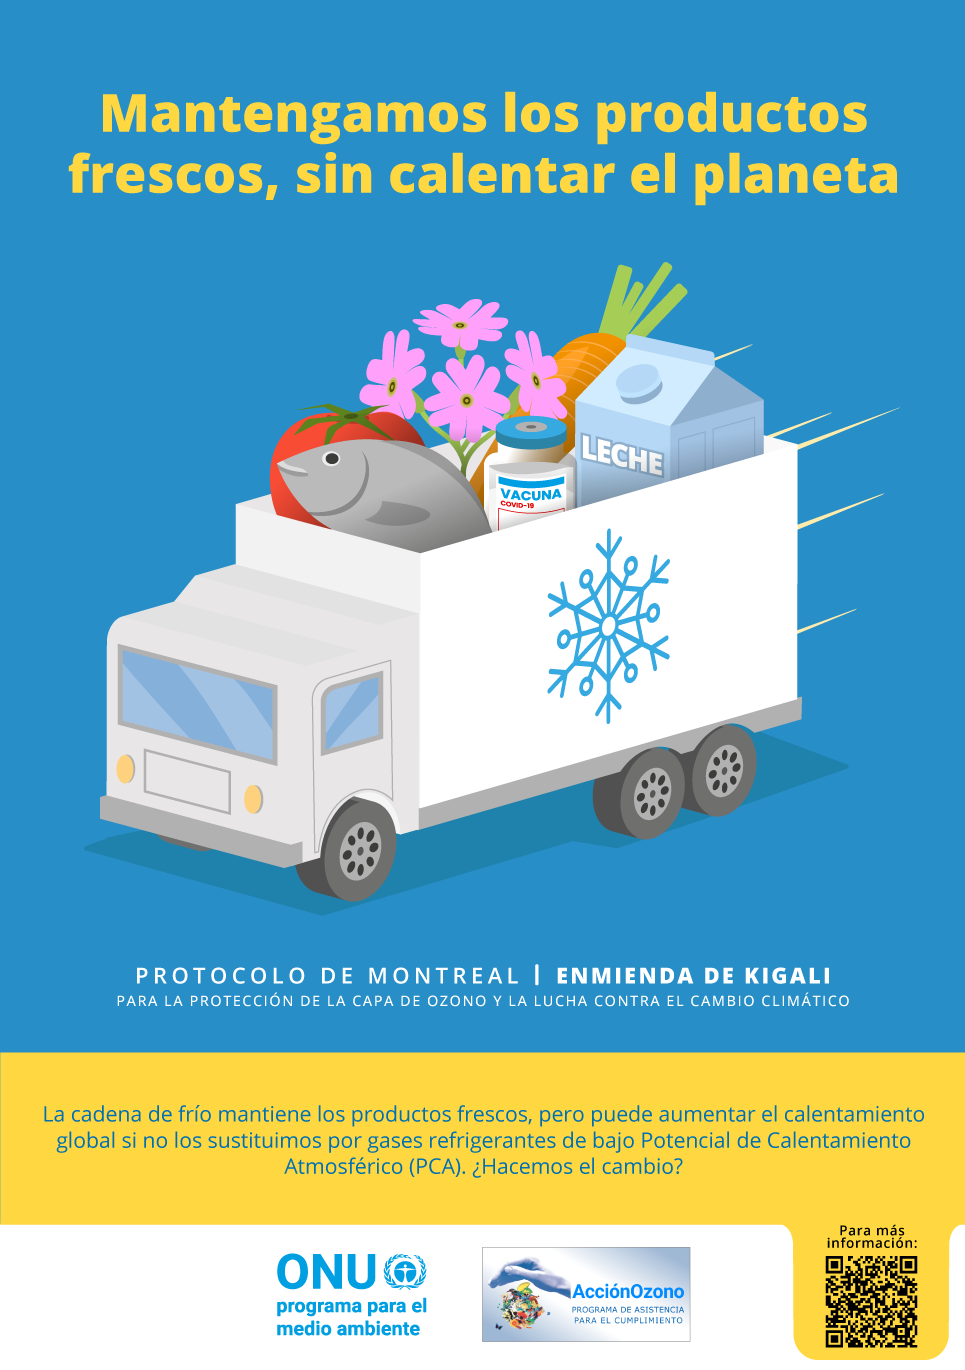 Mantengamos los productos
frescos, sin calentar el planeta
LECHE
VACUNA
COVID-19
PROTOCOLO DE MONTREAL | ENMIENDA DE KIGALI
PARA LA PROTECCIÓN DE LA CAPA DE OZONO Y LA LUCHA CONTRA EL CAMBIO CLIMÁTICO
La cadena de frío mantiene los productos frescos, pero puede aumentar el calentamiento
global si no los sustituimos por gases refrigerantes de bajo Potencial de Calentamiento
Atmosférico (PCA). ¿Hacemos el cambio?
Para más
información:
ONU
programa para el
medio ambiente
AcciónOzono
PROGRAMA DE ASISTENCIA
PARA EL CUMPLIMIENTO